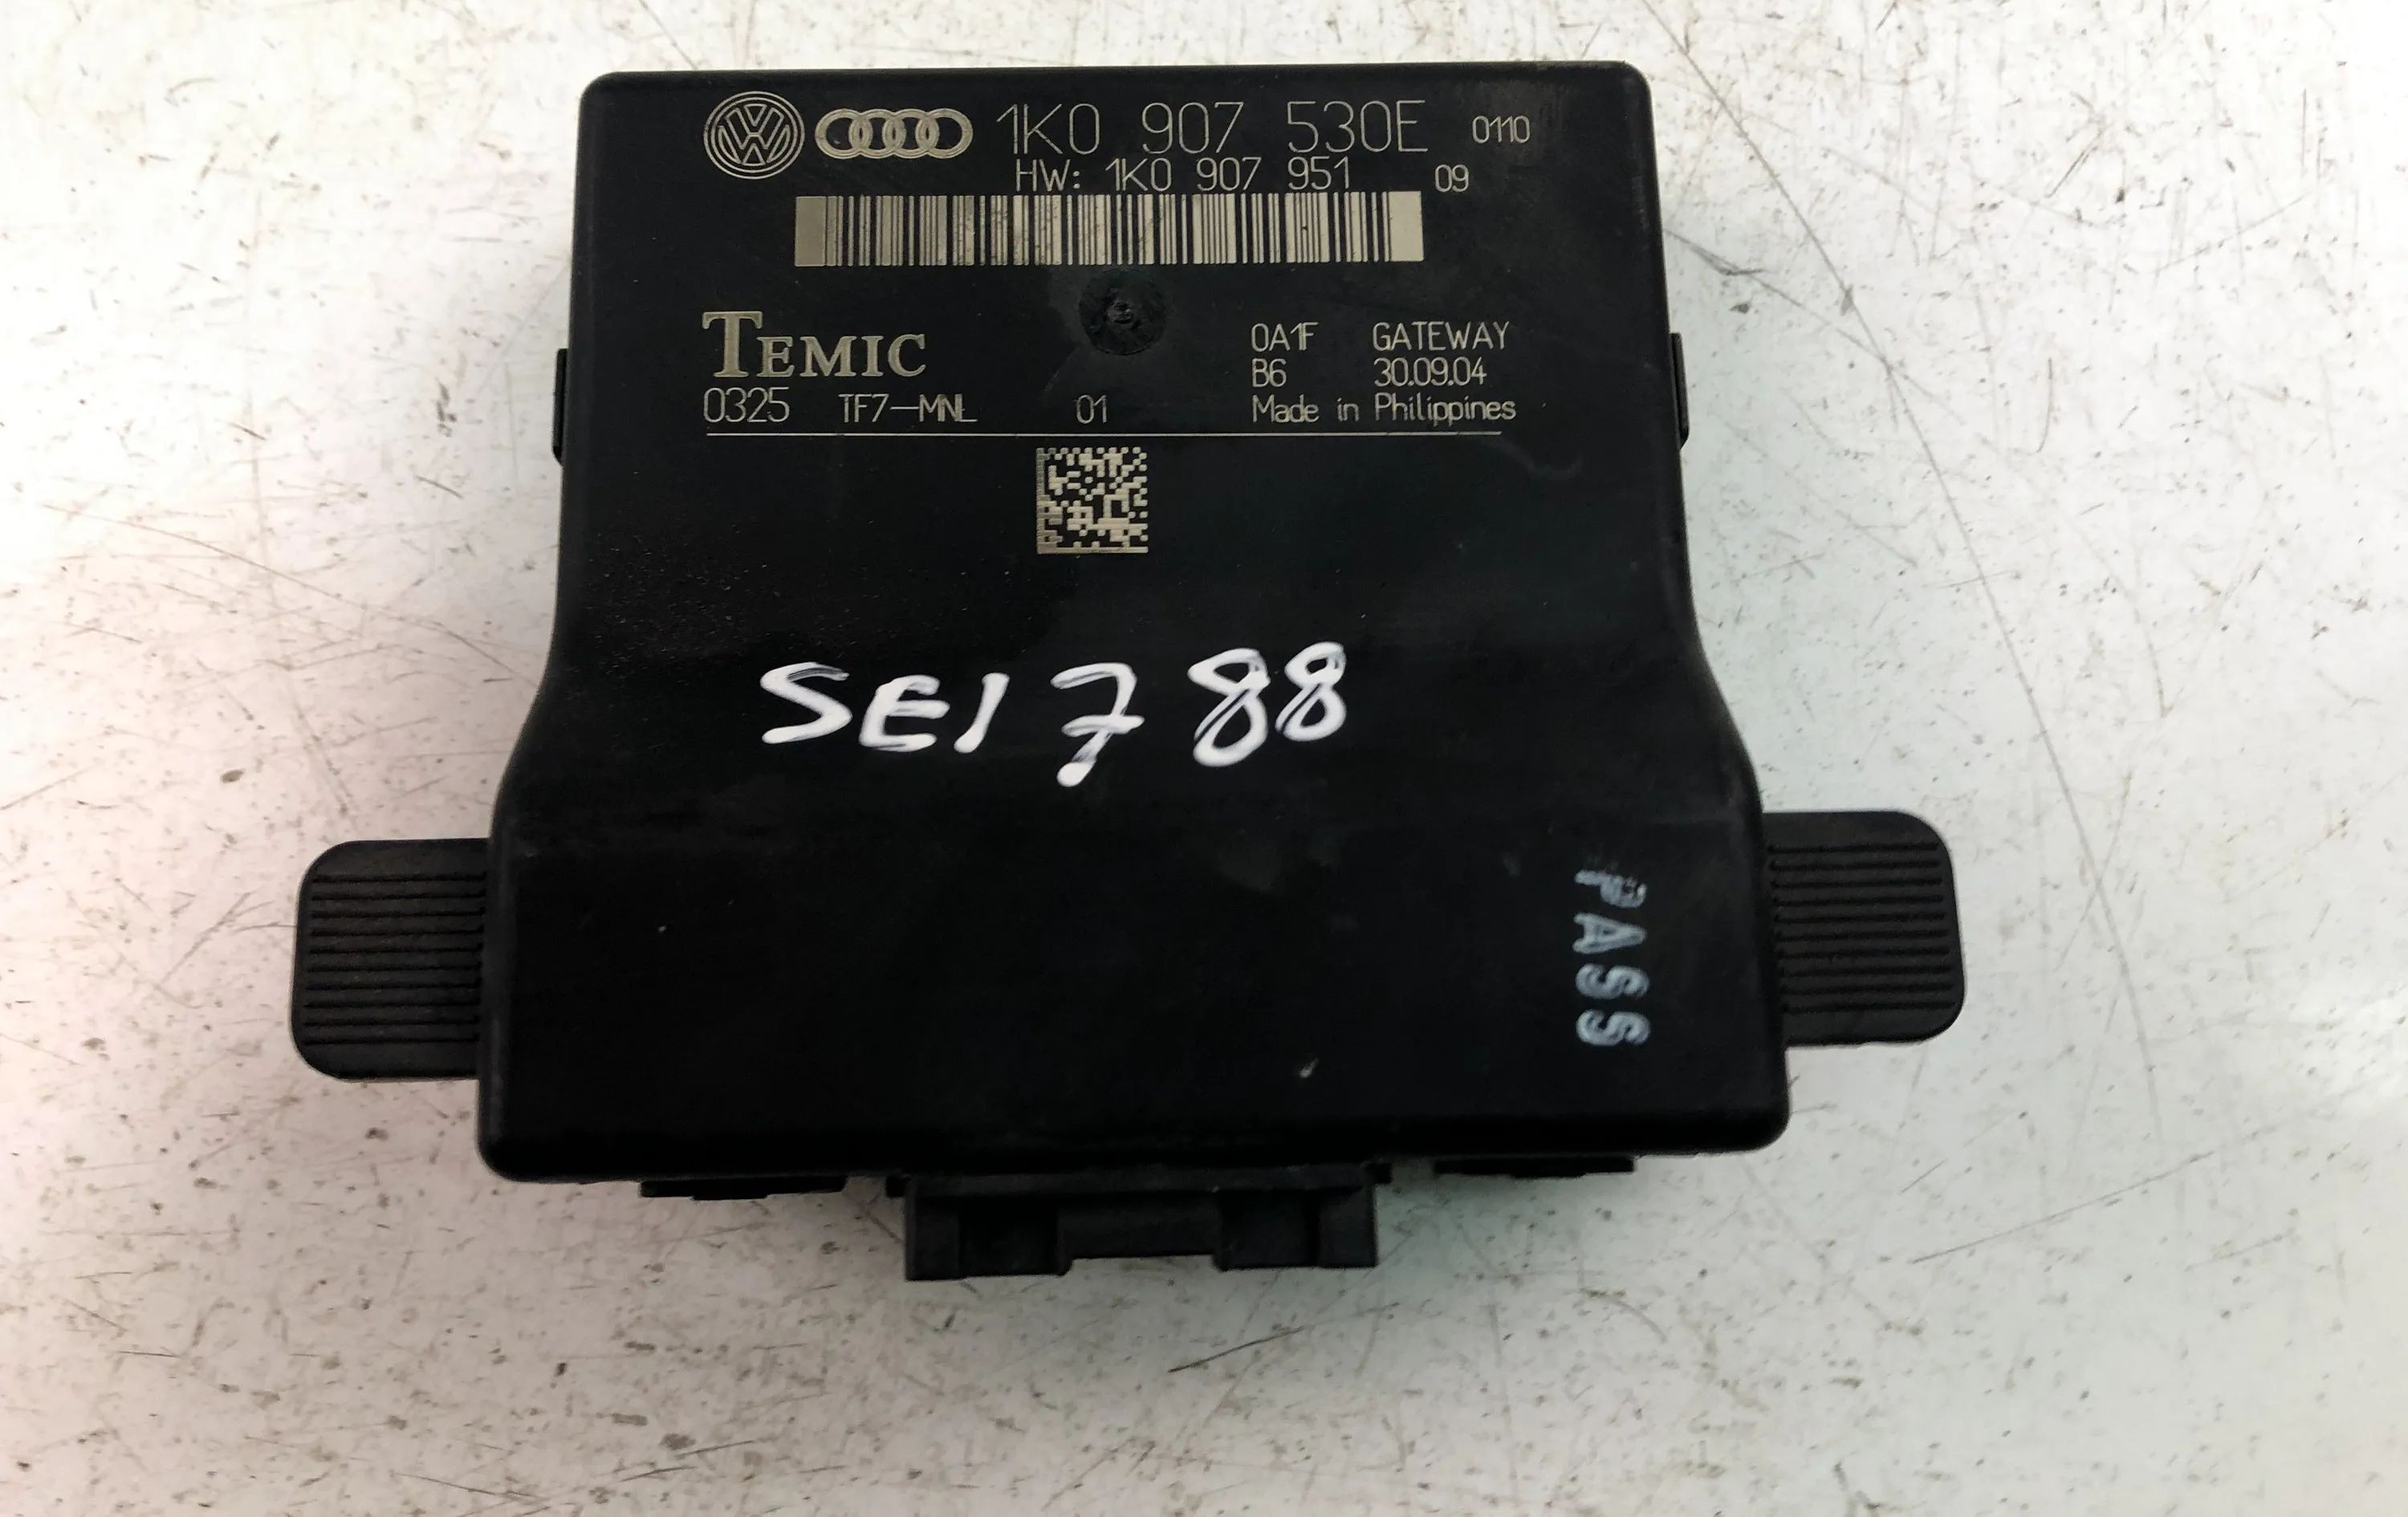 1K0 907 530E 0110
HW: 1K0 907 951 09
TEMIC 0A1F GATEWAY
B6 30.09.04
0325 TF7-MNL 01 Made in Philippines
SE1788
PASS